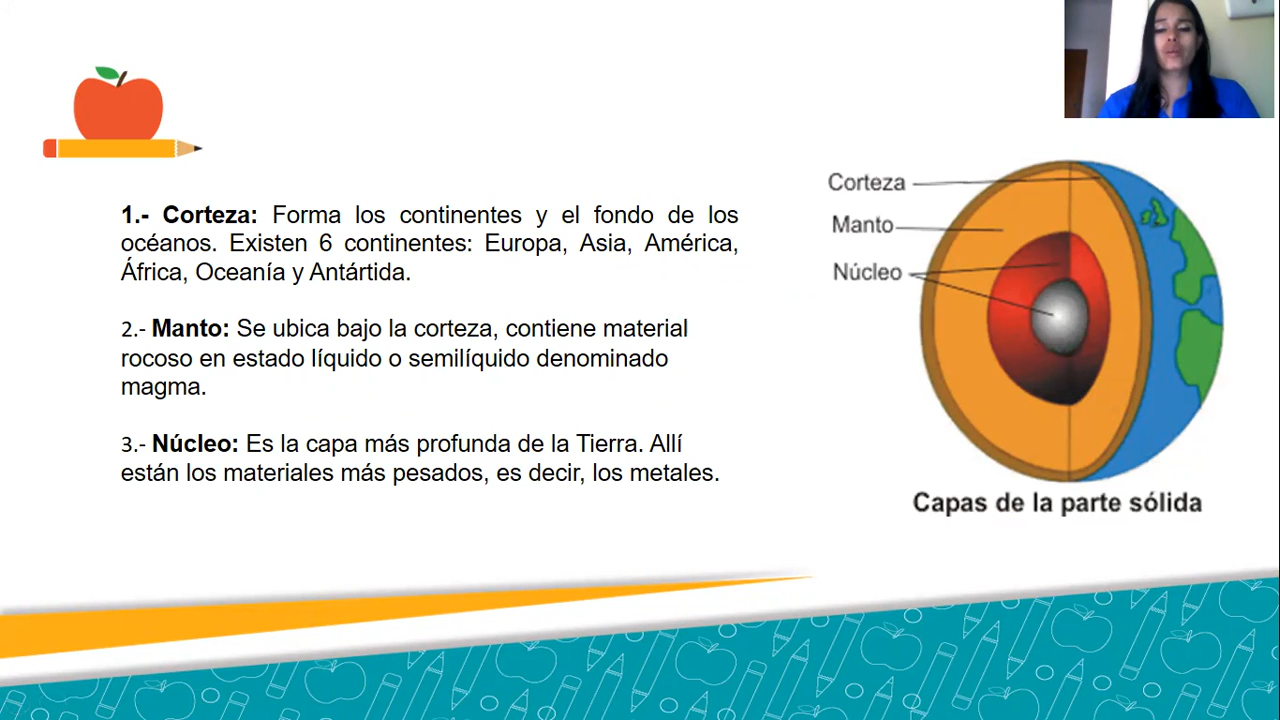 1.- Corteza: Forma los continentes y el fondo de los
océanos. Existen 6 continentes: Europa, Asia, América,
África, Oceanía y Antártida.
2.- Manto: Se ubica bajo la corteza, contiene material
rocoso en estado líquido o semilíquido denominado
magma.
3.- Núcleo: Es la capa más profunda de la Tierra. Allí
están los materiales más pesados, es decir, los metales.
Corteza
Manto
Núcleo
Capas de la parte sólida